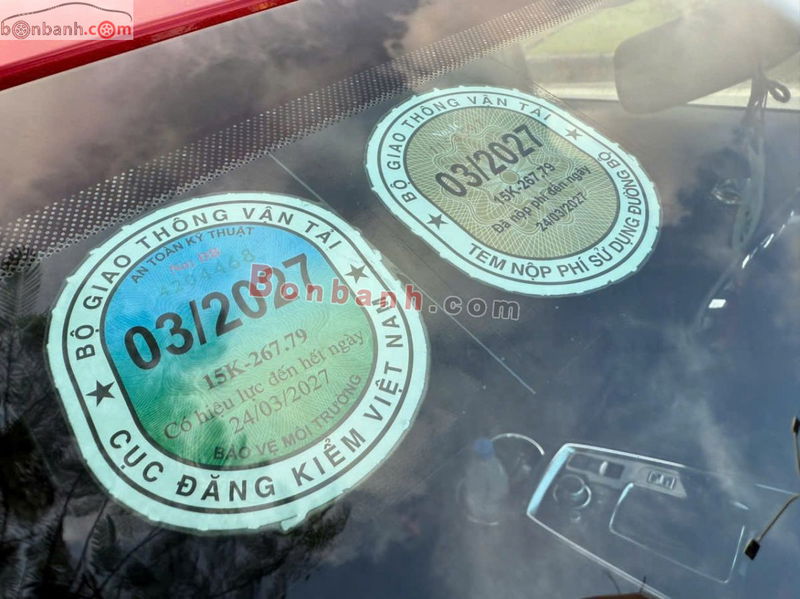 bonbanh.com
BỘ GIAO THÔNG VẬN TẢI
03/2027
15K-267.79
Đã nộp phí đến ngày
24/03/2027
TEM NỘP PHÍ SỬ DỤNG ĐƯỜNG BỘ
BỘ GIAO THÔNG VẬN TẢI
AN TOÀN KỸ THUẬT
4204468
03/2027
15K-267.79
Có hiệu lực đến hết ngày
24/03/2027
BẢO VỆ MÔI TRƯỜNG
CỤC ĐĂNG KIỂM VIỆT NAM
Bonbanh.com